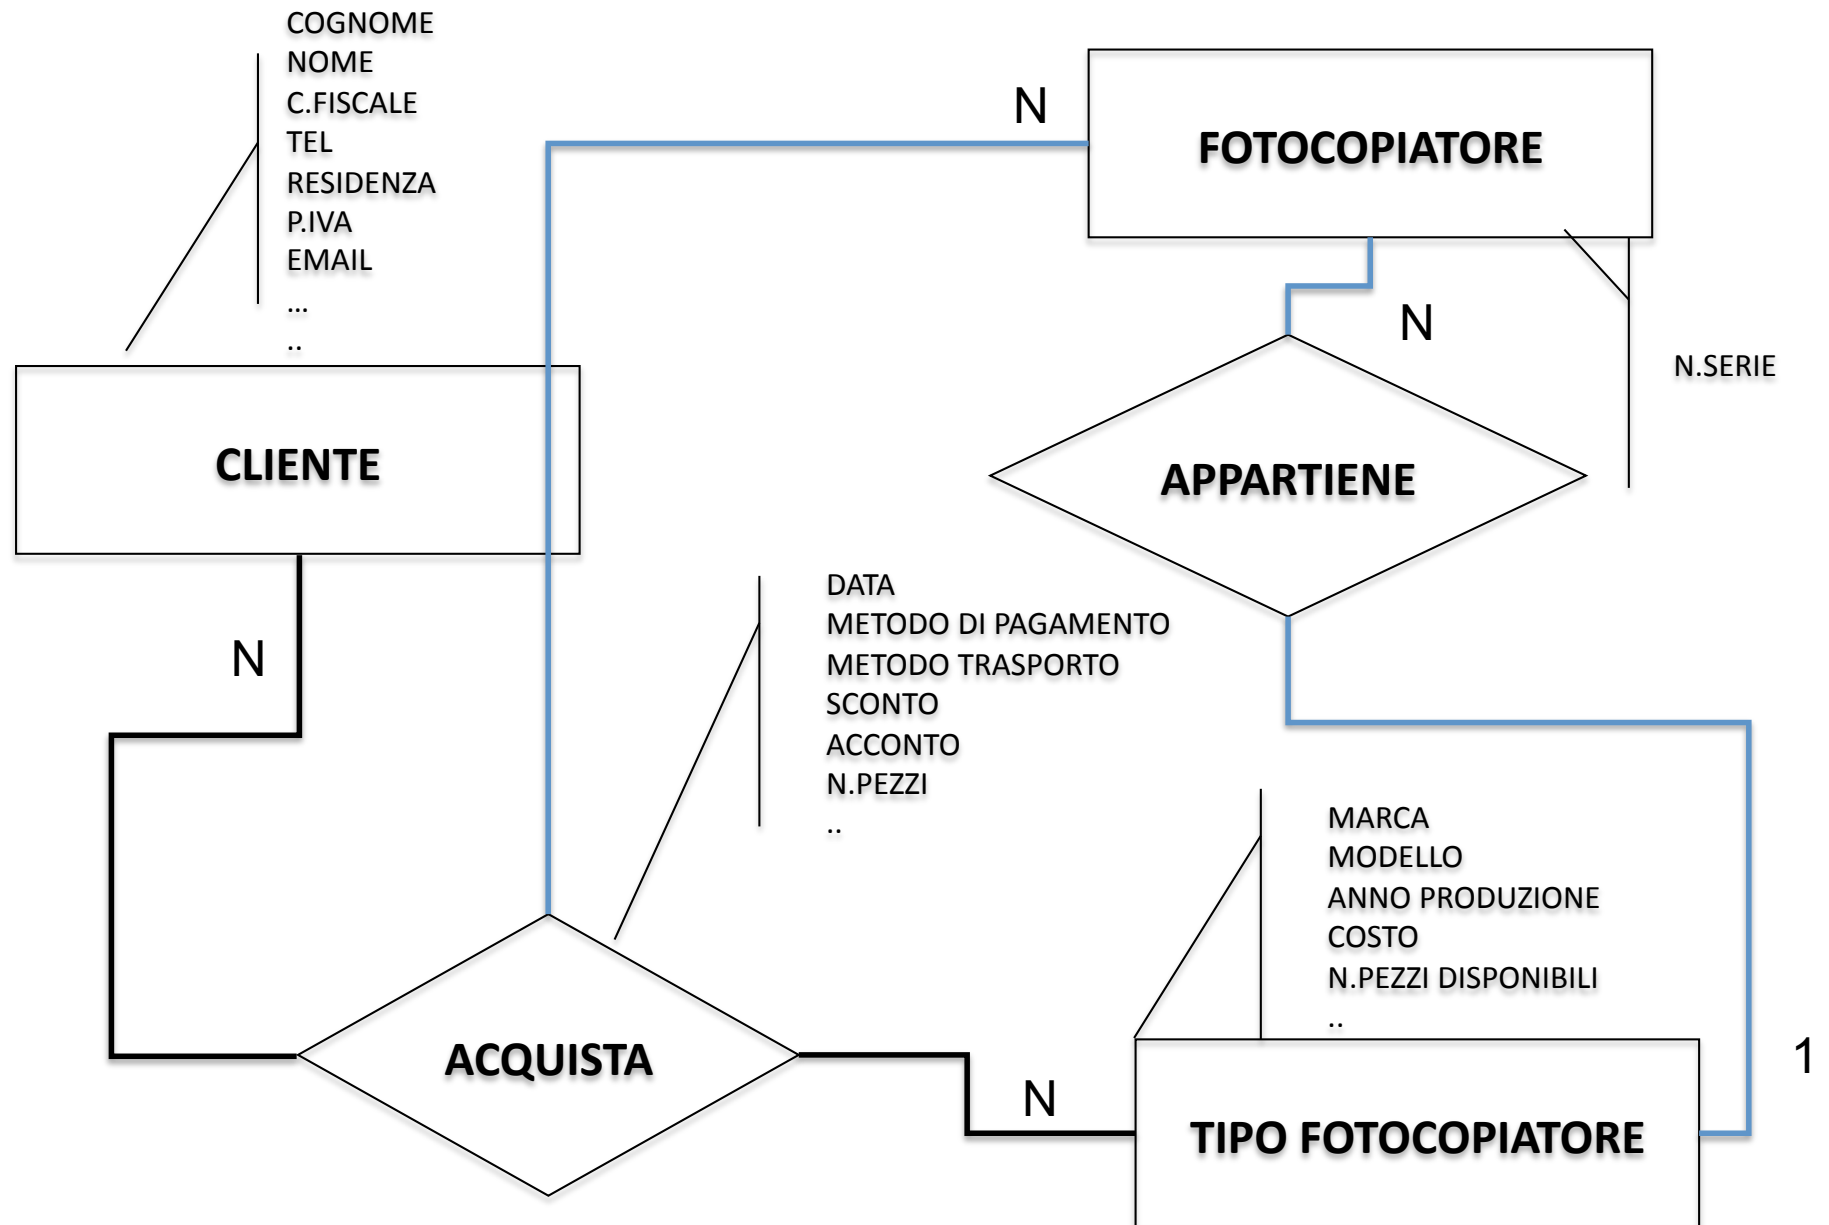 COGNOME
NOME
C.FISCALE
TEL
RESIDENZA
P.IVA
EMAIL
...
..
N
FOTOCOPIATORE
N
N.SERIE
CLIENTE
APPARTIENE
N
DATA
METODO DI PAGAMENTO
METODO TRASPORTO
SCONTO
ACCONTO
N.PEZZI
..
MARCA
MODELLO
ANNO PRODUZIONE
COSTO
N.PEZZI DISPONIBILI
..
ACQUISTA
N
1
TIPO FOTOCOPIATORE